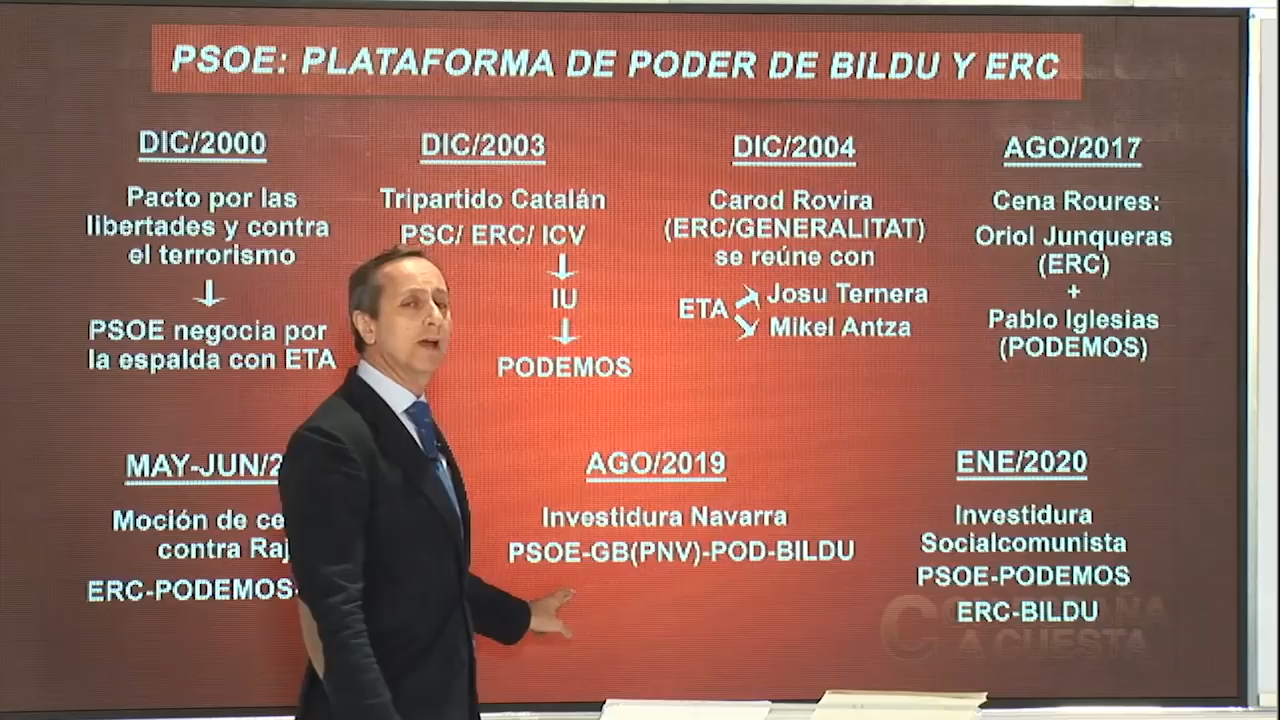 PSOE: PLATAFORMA DE PODER DE BILDU Y ERC
DIC/2000
Pacto por las
libertades y contra
el terrorismo
PSOE negocia por
la espalda con ETA
DIC/2003
Tripartido Catalán
PSC/ ERC/ ICV
IU
PODEMOS
DIC/2004
Carod Rovira
(ERC/GENERALITAT)
se reúne con
ETA
Josu Ternera
Mikel Antza
AGO/2017
Cena Roures:
Oriol Junqueras
(ERC)
+
Pablo Iglesias
(PODEMOS)
MAY-JUN/2
Moción de ce
contra Raj
ERC-PODEMOS-
AGO/2019
Investidura Navarra
PSOE-GB(PNV)-POD-BILDU
ENE/2020
Investidura
Socialcomunista
PSOE-PODEMOS
ERC-BILDU
A CUESTA